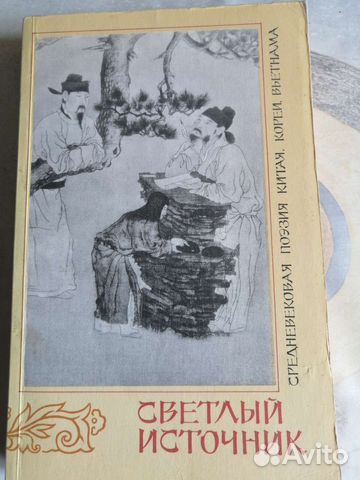 СРЕДНЕВЕКОВАЯ ПОЭЗИЯ КИТАЯ, КОРЕИ, ВЬЕТНАМА
СВЕТЛЫЙ
ИСТОЧНИК
Avito